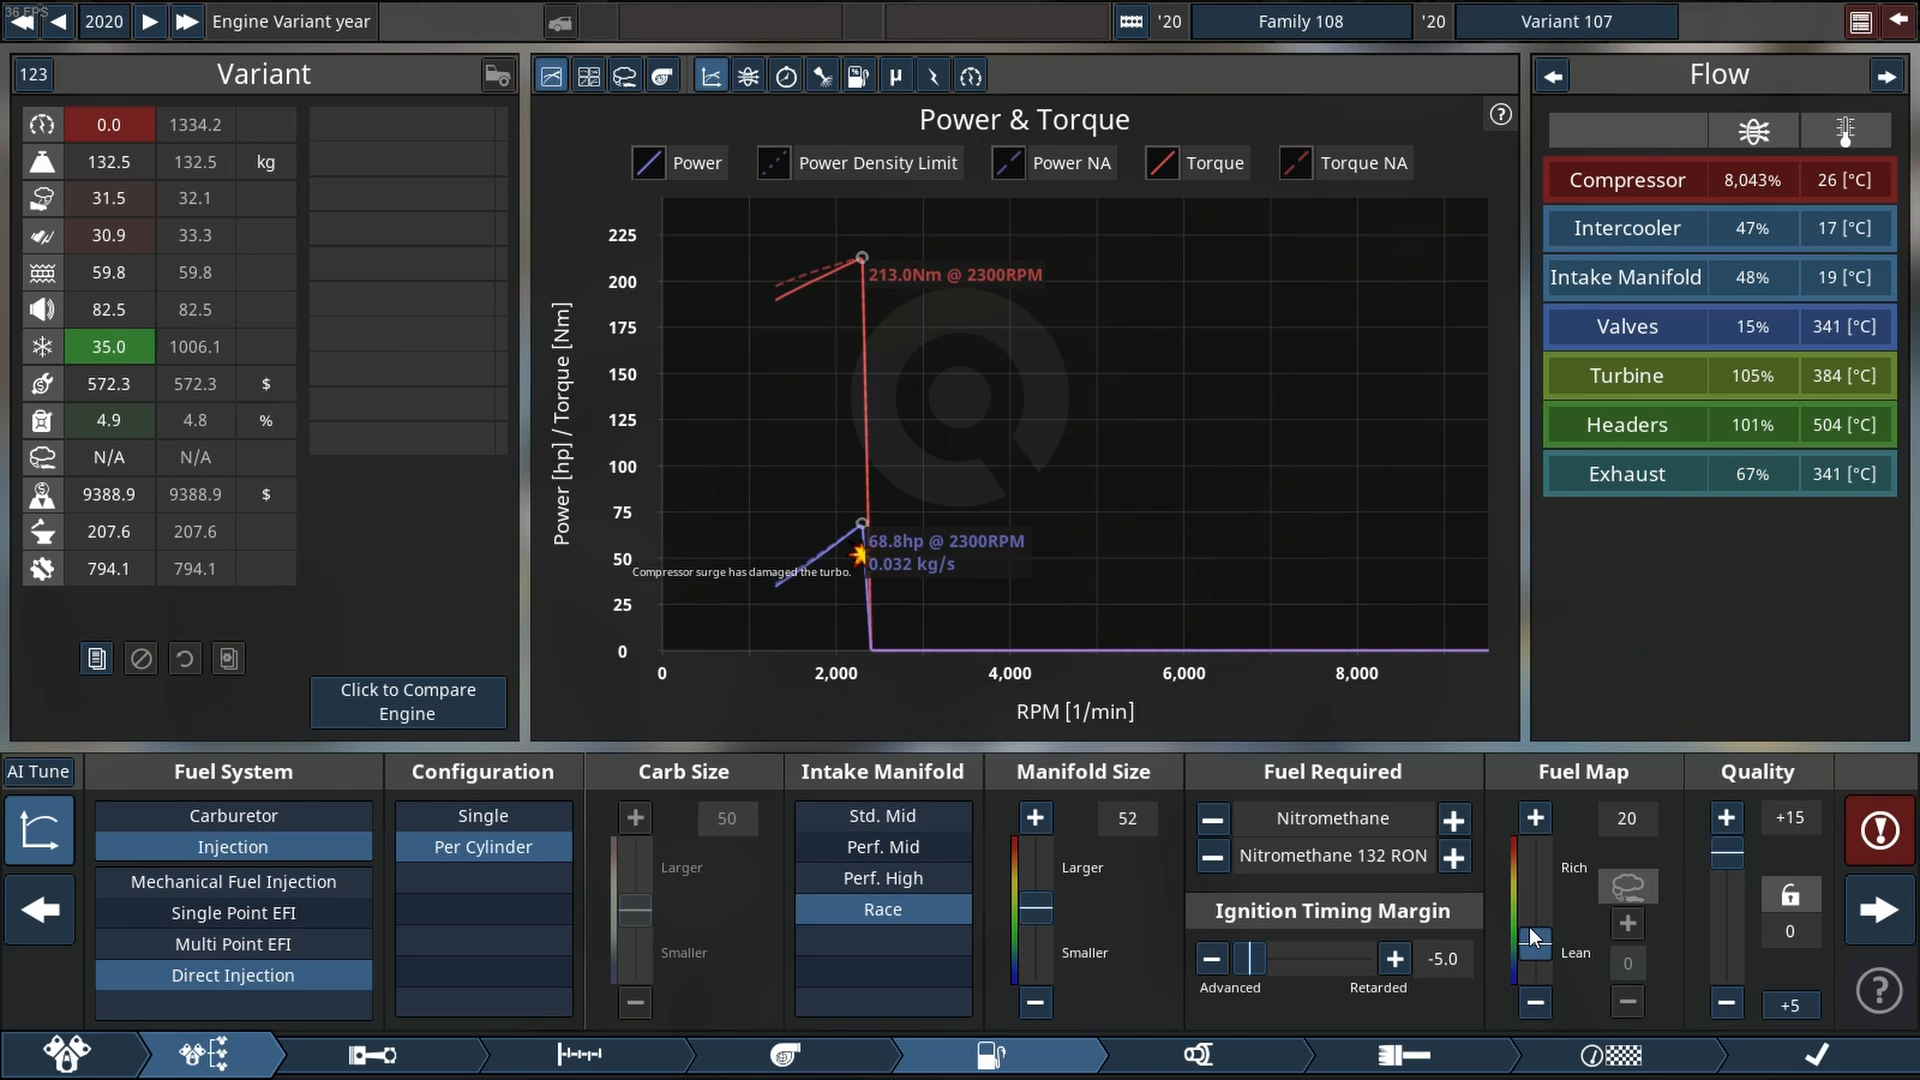 36 FPS
2020 Engine Variant year '20 Family 108 '20 Variant 107
123 Variant
0.0 1334.2
132.5 132.5 kg
31.5 32.1
30.9 33.3
59.8 59.8
82.5 82.5
35.0 1006.1
572.3 572.3 $
4.9 4.8 %
N/A N/A
9388.9 9388.9 $
207.6 207.6
794.1 794.1
Click to Compare
Engine
μ
Power & Torque
?
Power Power Density Limit Power NA Torque Torque NA
Power [hp] / Torque [Nm]
225
200
175
150
125
100
75
50
25
0
213.0Nm @ 2300RPM
68.8hp @ 2300RPM
0.032 kg/s
Compressor surge has damaged the turbo.
0 2,000 4,000 6,000 8,000
RPM [1/min]
Flow
Compressor 8,043% 26 [°C]
Intercooler 47% 17 [°C]
Intake Manifold 48% 19 [°C]
Valves 15% 341 [°C]
Turbine 105% 384 [°C]
Headers 101% 504 [°C]
Exhaust 67% 341 [°C]
AI Tune
Fuel System
Carburetor
Injection
Mechanical Fuel Injection
Single Point EFI
Multi Point EFI
Direct Injection
Configuration
Single
Per Cylinder
Carb Size
50
Larger
Smaller
Intake Manifold
Std. Mid
Perf. Mid
Perf. High
Race
Manifold Size
52
Larger
Smaller
Fuel Required
Nitromethane
Nitromethane 132 RON
Ignition Timing Margin
-5.0
Advanced Retarded
Fuel Map
20
Rich
Lean
0
Quality
+15
0
+5
?